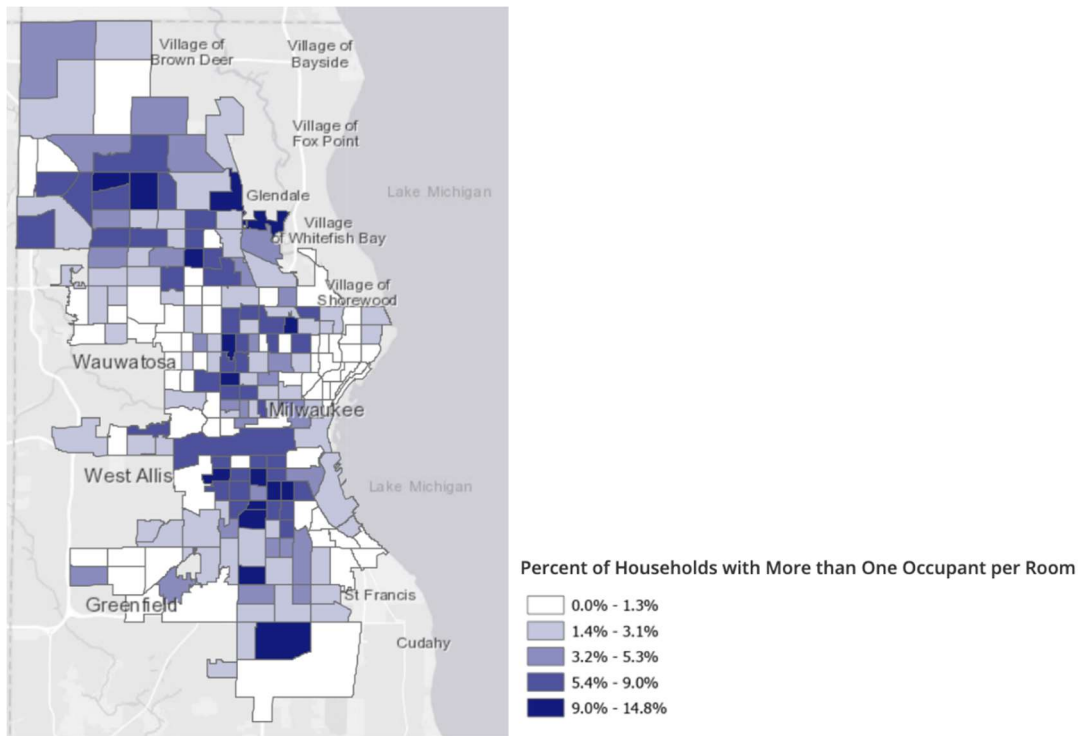 Village of
Brown Deer
Village of
Bayside
Village of
Fox Point
Lake Michigan
Glendale
Village
of Whitefish Bay
Village of
Shorewood
Wauwatosa
Milwaukee
West Allis
Lake Michigan
Greenfield
St Francis
Cudahy
Percent of Households with More than One Occupant per Room
0.0% - 1.3%
1.4% - 3.1%
3.2% - 5.3%
5.4% - 9.0%
9.0% - 14.8%